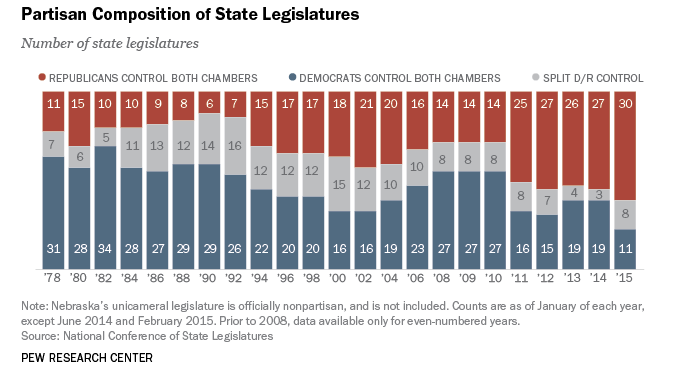 Partisan Composition of State Legislatures
Number of state legislatures
REPUBLICANS CONTROL BOTH CHAMBERS DEMOCRATS CONTROL BOTH CHAMBERS SPLIT D/R CONTROL
11 15 10 10 9 8 6 7 15 17 17 18 21 20 16 14 14 14 25 27 26 27 30
7 6 5 11 13 12 14 16 12 12 12 15 12 10 10 8 8 8 8 7 4 3 8
31 28 34 28 27 29 29 26 22 20 20 16 16 19 23 27 27 27 16 15 19 19 11
'78 '80 '82 '84 '86 '88 '90 '92 '94 '96 '98 '00 '02 '04 '06 '08 '09 '10 '11 '12 '13 '14 '15
Note: Nebraska's unicameral legislature is officially nonpartisan, and is not included. Counts are as of January of each year,
except June 2014 and February 2015. Prior to 2008, data available only for even-numbered years.
Source: National Conference of State Legislatures
PEW RESEARCH CENTER